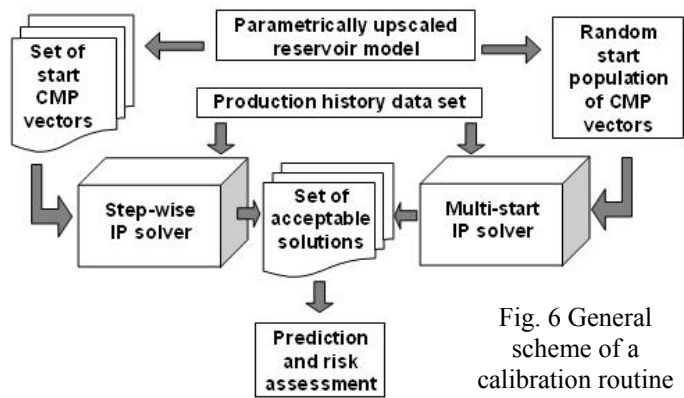 Parametrically upscaled
reservoir model
Set of
start
CMP
vectors
Random
start
population
of CMP
vectors
Production history data set
Step-wise
IP solver
Set of
acceptable
solutions
Multi-start
IP solver
Prediction
and risk
assessment
Fig. 6 General
scheme of a
calibration routine